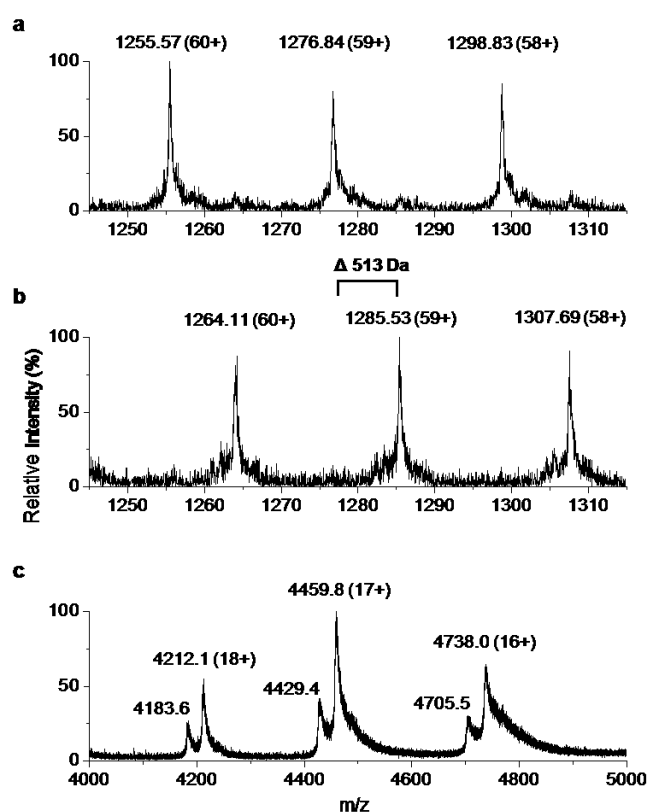 a
1255.57 (60+) 1276.84 (59+) 1298.83 (58+)
100
50
0
1250 1260 1270 1280 1290 1300 1310
Δ 513 Da
b
1264.11 (60+) 1285.53 (59+) 1307.69 (58+)
100
50
0
1250 1260 1270 1280 1290 1300 1310
Relative Intensity (%)
c
4459.8 (17+)
100
4212.1 (18+) 4738.0 (16+)
4183.6 4429.4 4705.5
50
0
4000 4200 4400 4600 4800 5000
m/z